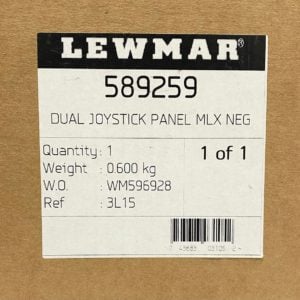 LEWMAR®
589259
DUAL JOYSTICK PANEL MLX NEG
Quantity : 1
1 of 1
Weight : 0.600 kg
W.O. : WM596928
Ref : 3L15